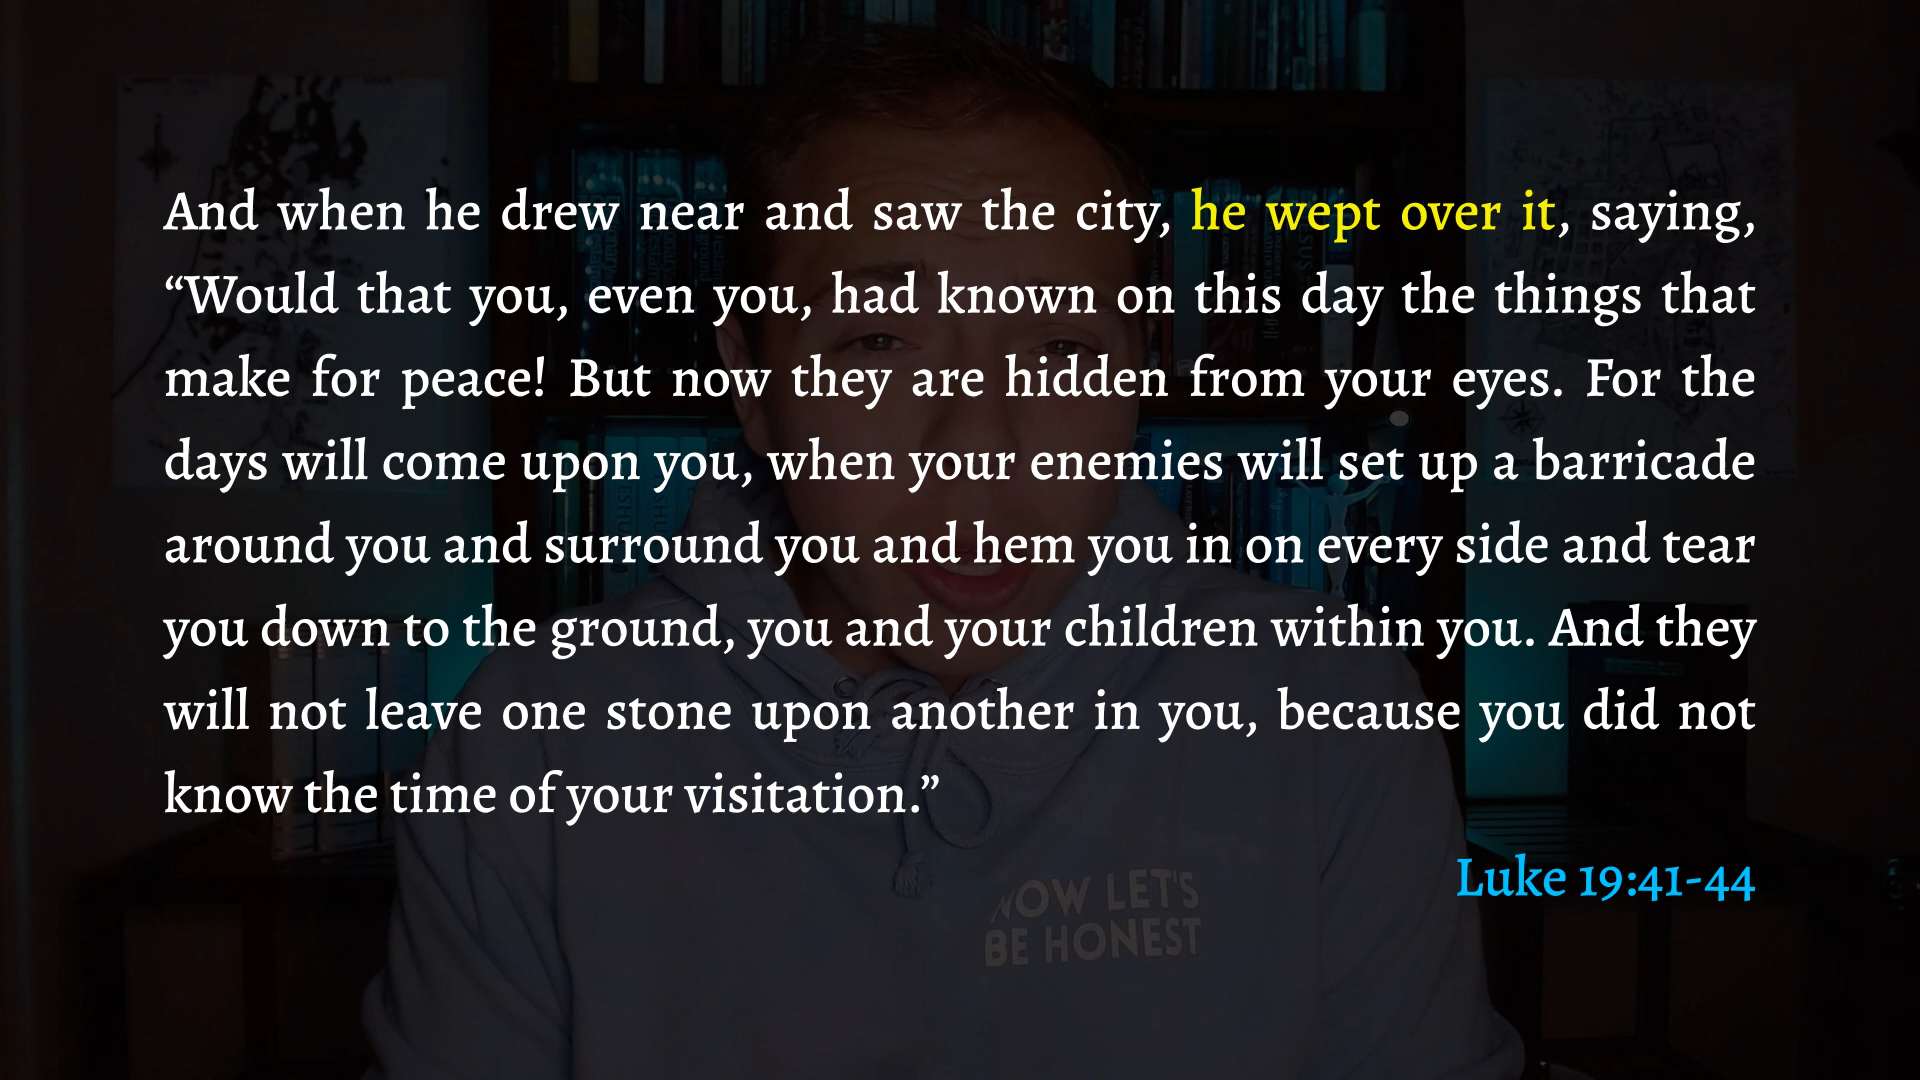 And when he drew near and saw the city, he wept over it, saying,
“Would that you, even you, had known on this day the things that
make for peace! But now they are hidden from your eyes. For the
days will come upon you, when your enemies will set up a barricade
around you and surround you and hem you in on every side and tear
you down to the ground, you and your children within you. And they
will not leave one stone upon another in you, because you did not
know the time of your visitation.”
Luke 19:41-44
NOW LET'S
BE HONEST